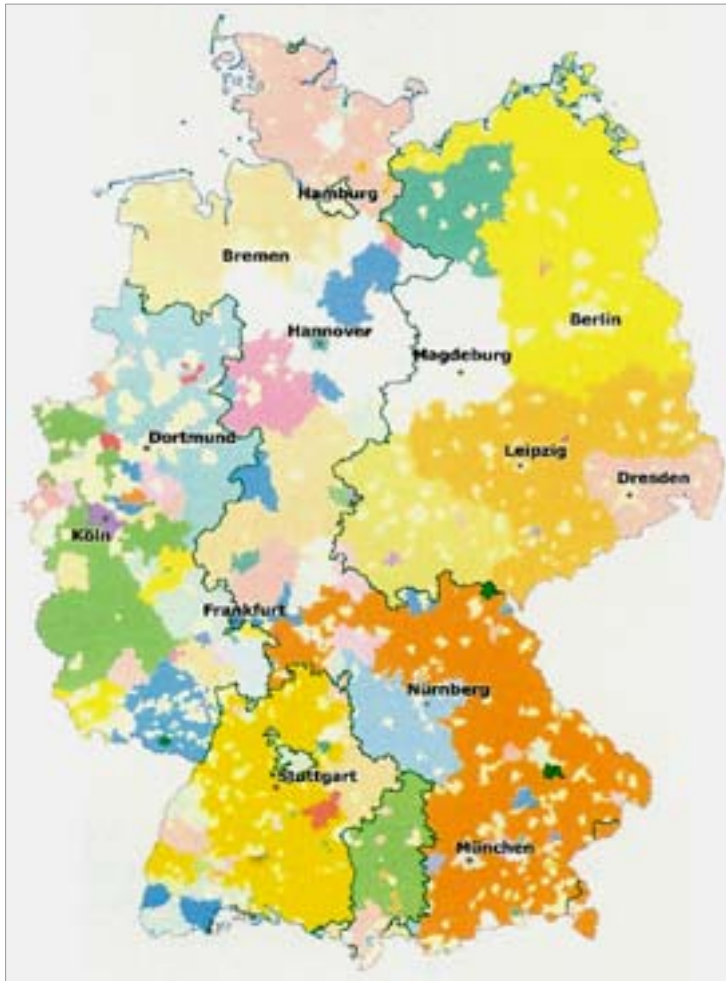 Hamburg
Bremen
Berlin
Hannover
Magdeburg
Dortmund
Leipzig
Dresden
Köln
Frankfurt
Nürnberg
Stuttgart
München